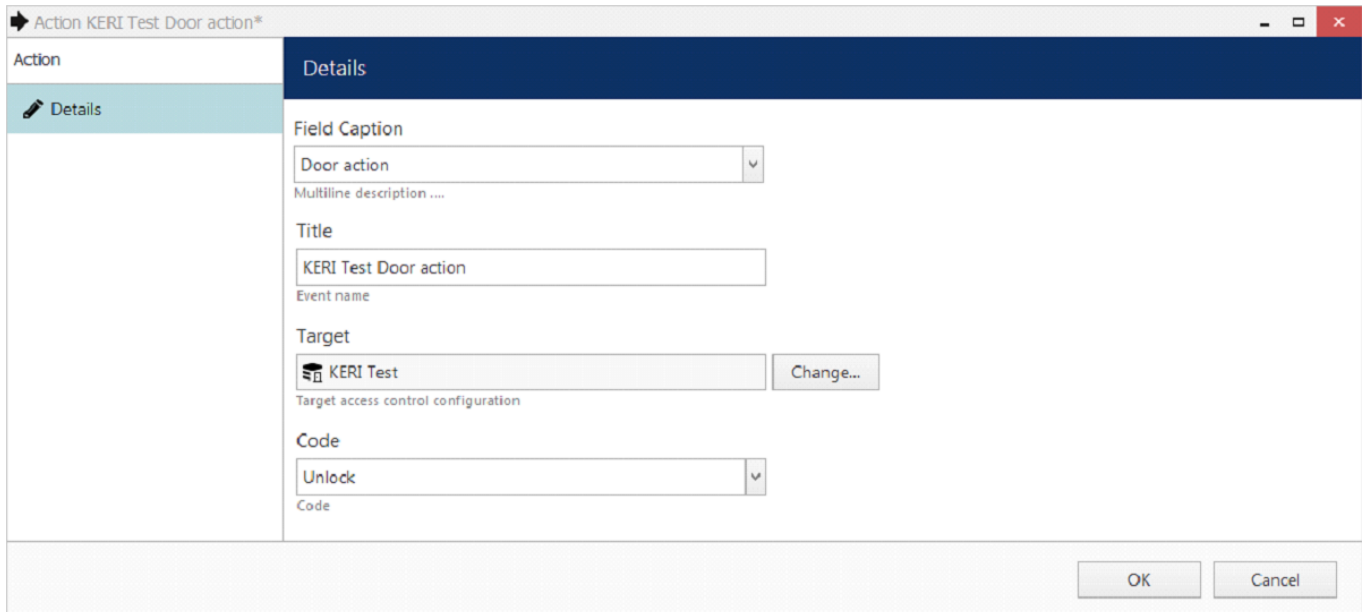 Action KERI Test Door action*
Action
Details
Details
Field Caption
Door action
Multiline description ....
Title
KERI Test Door action
Event name
Target
KERI Test
Change...
Target access control configuration
Code
Unlock
Code
OK
Cancel